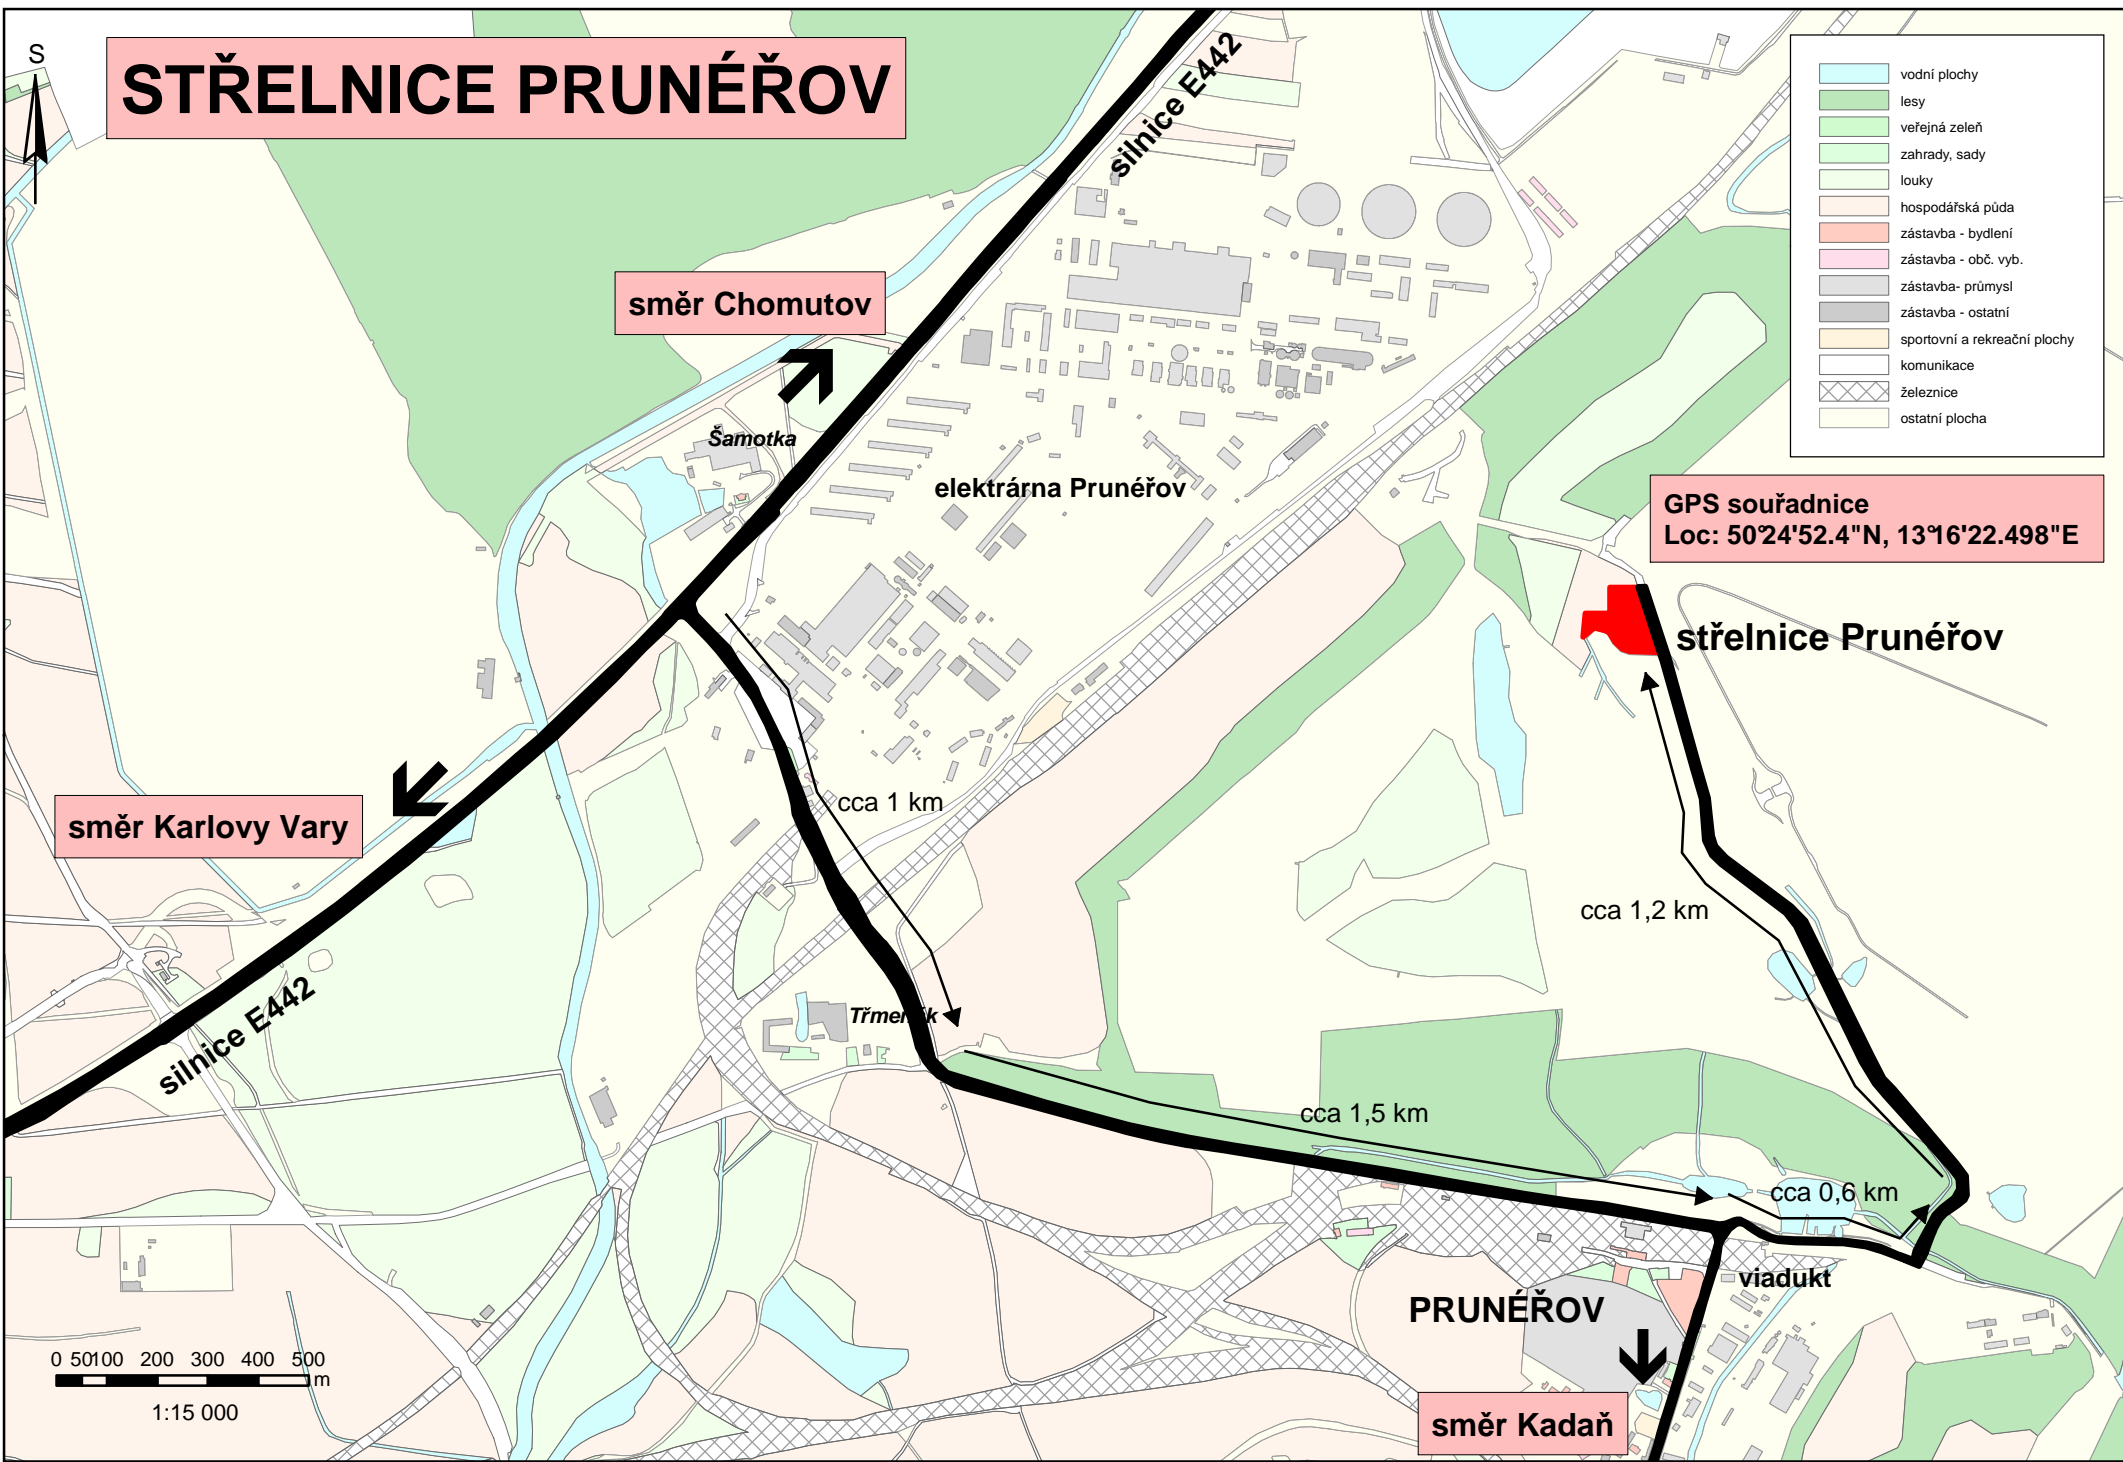 S
STŘELNICE PRUNÉŘOV
silnice E442
vodní plochy
lesy
veřejná zeleň
zahrady, sady
louky
hospodářská půda
zástavba - bydlení
zástavba - obč. vyb.
zástavba- průmysl
zástavba - ostatní
sportovní a rekreační plochy
komunikace
železnice
ostatní plocha
směr Chomutov
Šamotka
elektrárna Prunéřov
GPS souřadnice
Loc: 50°24'52.4"N, 13°16'22.498"E
střelnice Prunéřov
směr Karlovy Vary
cca 1 km
cca 1,2 km
silnice E442
cca 1,5 km
cca 0,6 km
viadukt
PRUNÉŘOV
0 50 100 200 300 400 500
m
1:15 000
směr Kadaň